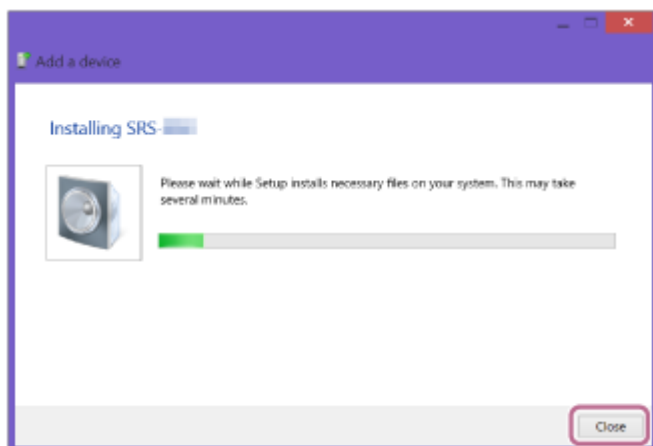 Add a device
Installing SRS-
Please wait while Setup installs necessary files on your system. This may take
several minutes.
Close